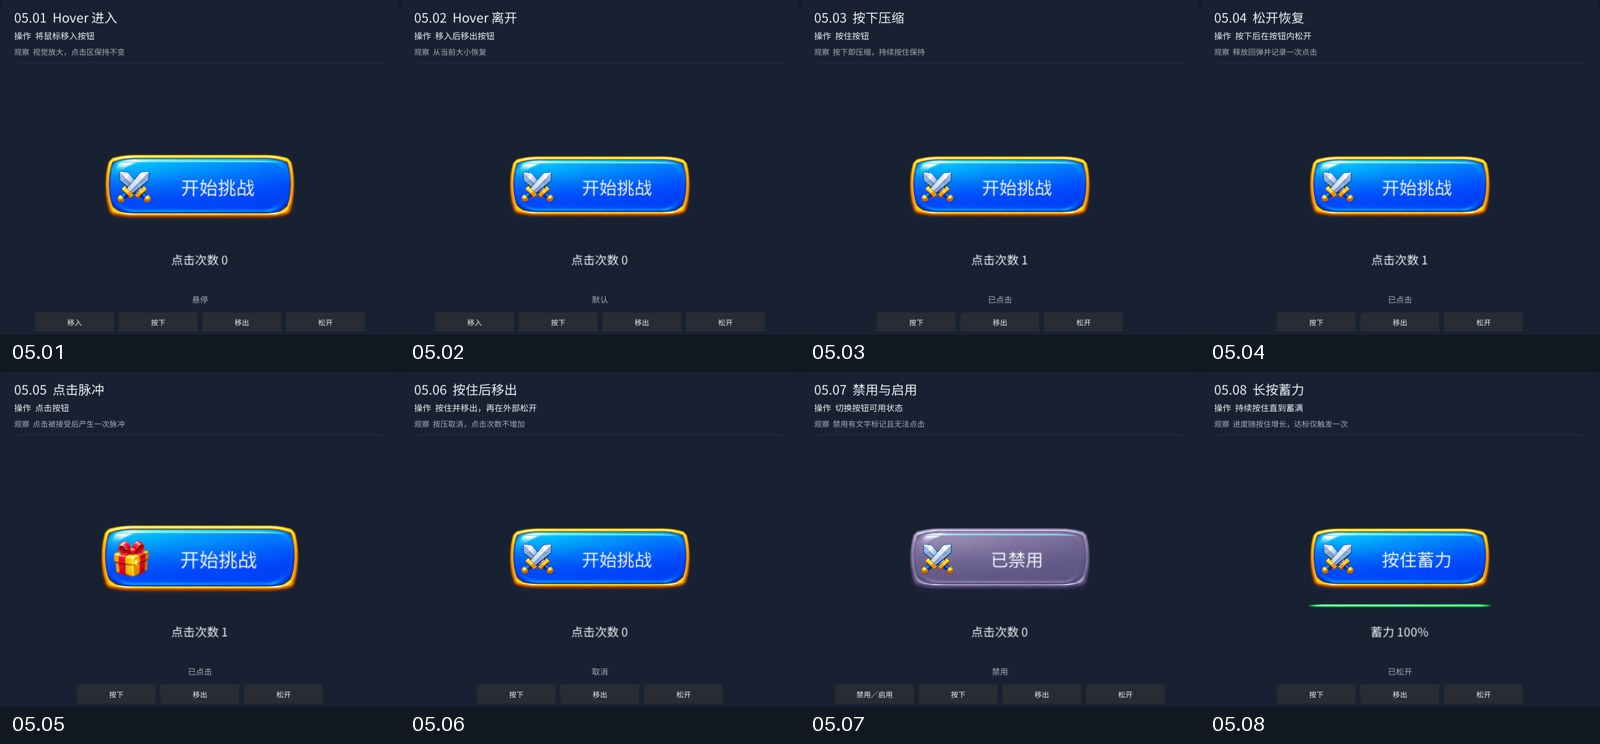 05.01 Hover 进入
操作 将鼠标移入按钮
观察 视觉放大，点击区保持不变
开始挑战
点击次数 0
悬停
移入 按下 移出 松开
05.01
05.02 Hover 离开
操作 移入后移出按钮
观察 从当前大小恢复
开始挑战
点击次数 0
默认
移入 按下 移出 松开
05.02
05.03 按下压缩
操作 按住按钮
观察 按下即压缩，持续按住保持
开始挑战
点击次数 1
已点击
按下 移出 松开
05.03
05.04 松开恢复
操作 按下后在按钮内松开
观察 释放回弹并记录一次点击
开始挑战
点击次数 1
已点击
按下 移出 松开
05.04
05.05 点击脉冲
操作 点击按钮
观察 点击被接受后产生一次脉冲
开始挑战
点击次数 1
已点击
按下 移出 松开
05.05
05.06 按住后移出
操作 按住并移出，再在外部松开
观察 按压取消，点击次数不增加
开始挑战
点击次数 0
取消
按下 移出 松开
05.06
05.07 禁用与启用
操作 切换按钮可用状态
观察 禁用有文字标记且无法点击
已禁用
点击次数 0
禁用
禁用／启用 按下 移出 松开
05.07
05.08 长按蓄力
操作 持续按住直到蓄满
观察 进度随按住增长，达标仅触发一次
按住蓄力
蓄力 100%
已松开
按下 移出 松开
05.08